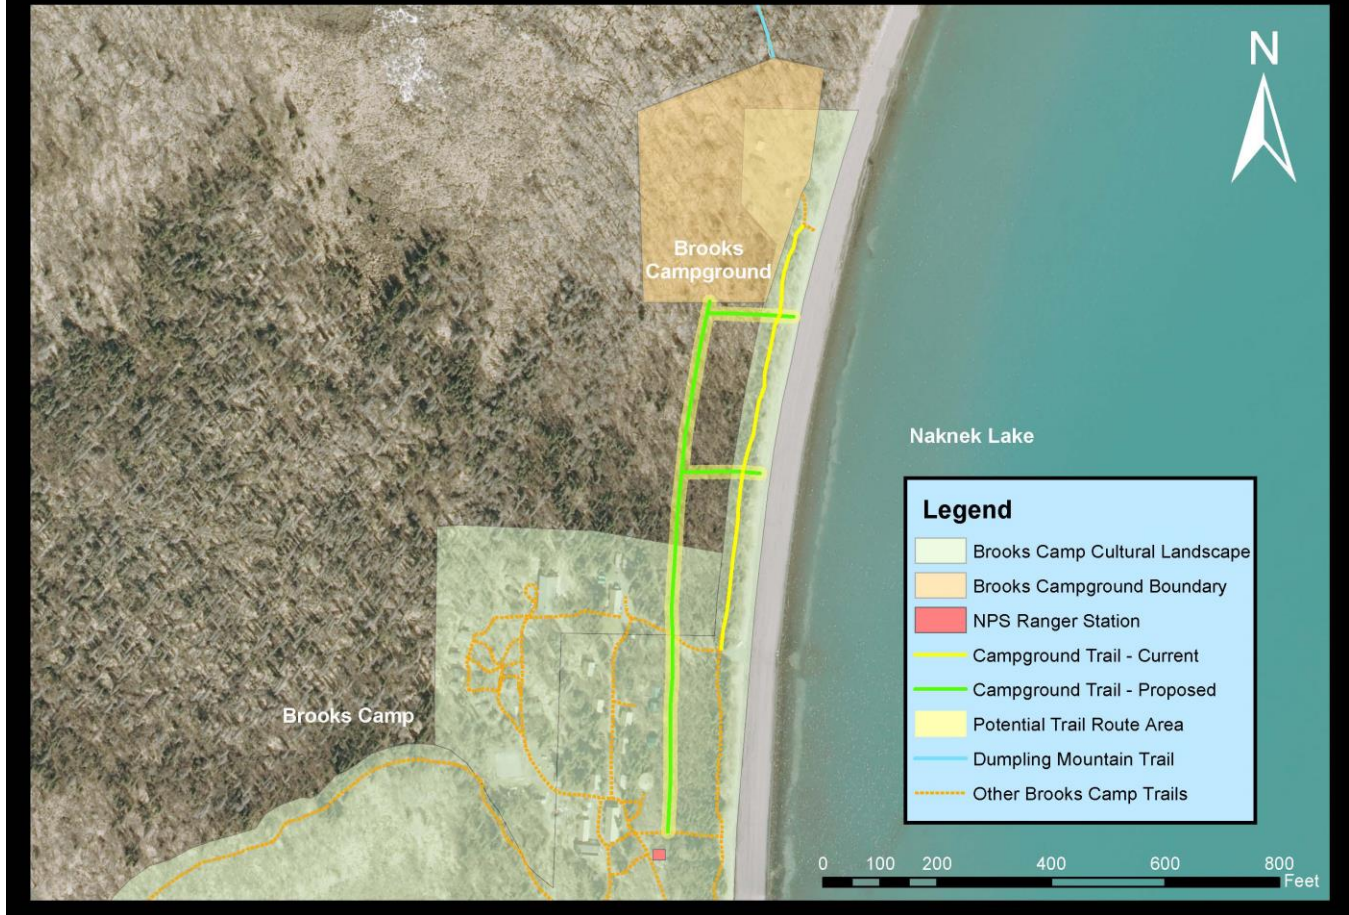 N
Brooks
Campground
Naknek Lake
Legend
Brooks Camp Cultural Landscape
Brooks Campground Boundary
NPS Ranger Station
Campground Trail - Current
Campground Trail - Proposed
Potential Trail Route Area
Dumpling Mountain Trail
Other Brooks Camp Trails
Brooks Camp
0 100 200 400 600 800
Feet